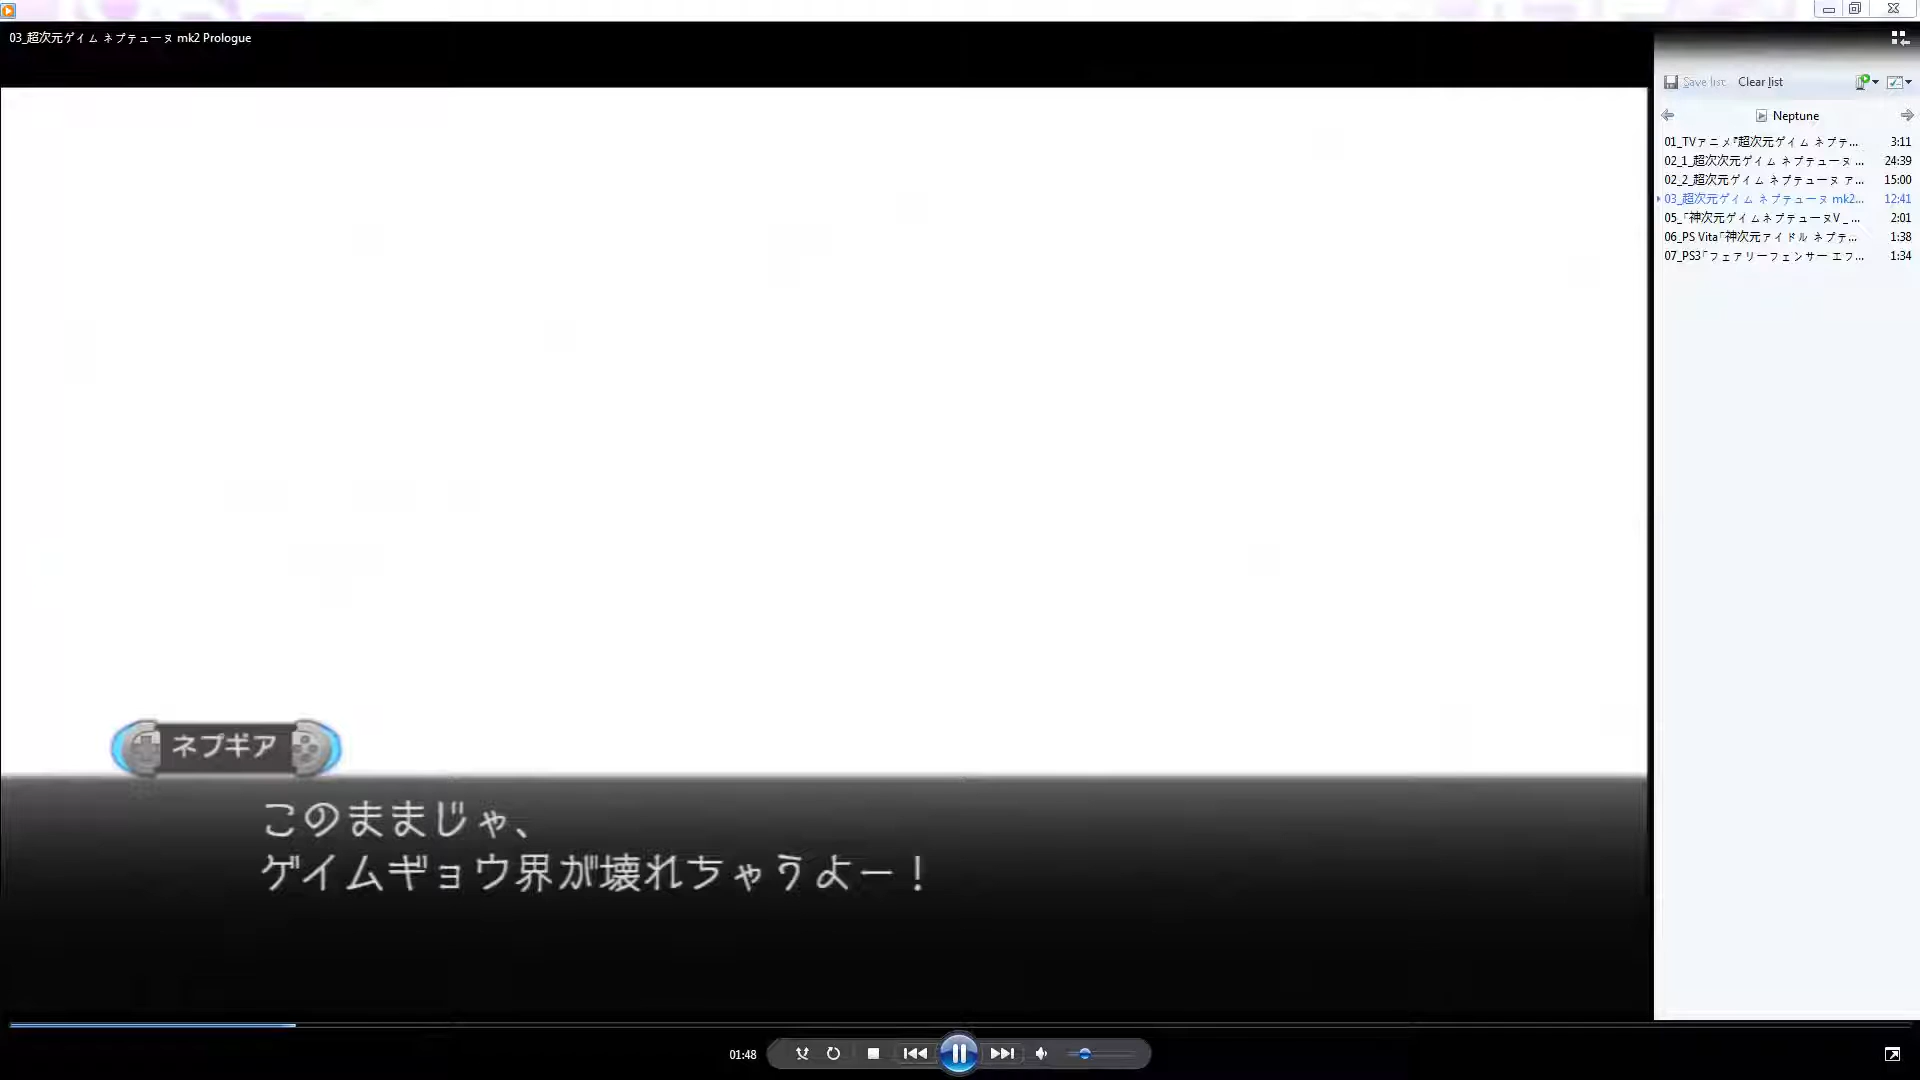 03_超次元ゲイム ネプテューヌ mk2 Prologue
Save list Clear list
Neptune
01_TVアニメ『超次元ゲイム ネプテ... 3:11
02_1_超次次元ゲイム ネプテューヌ ... 24:39
02_2_超次元ゲイム ネプテューヌ ア... 15:00
03_超次元ゲイム ネプテューヌ mk2... 12:41
05_「神次元ゲイムネプテューヌV _ ... 2:01
06_PS Vita「神次元アイドル ネプテ... 1:38
07_PS3「フェアリーフェンサー エフ... 1:34
ネプギア
このままじゃ、
ゲイムギョウ界が壊れちゃうよー！
01:48